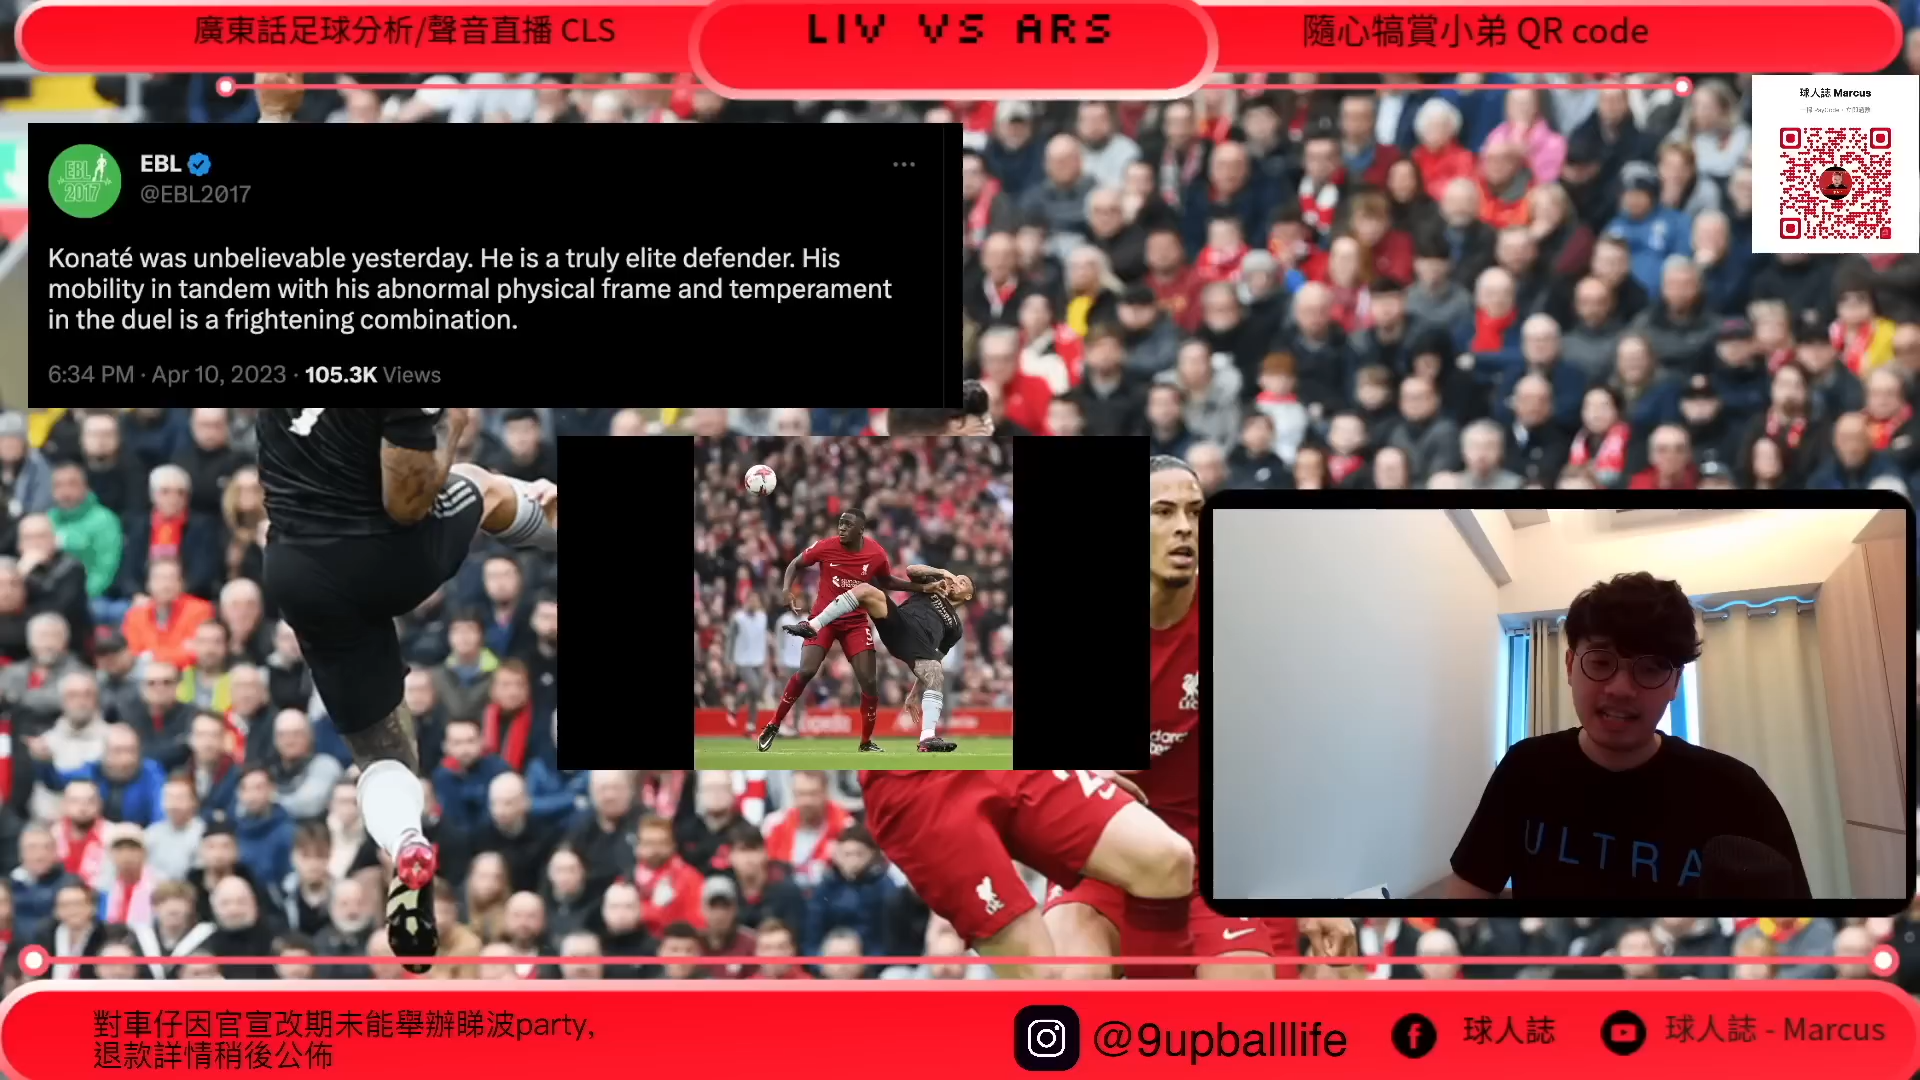 廣東話足球分析/聲音直播 CLS
LIV VS ARS
隨心犒賞小弟 QR code
球人誌 Marcus
EBL
@EBL2017
EBL
2017
Konaté was unbelievable yesterday. He is a truly elite defender. His
mobility in tandem with his abnormal physical frame and temperament
in the duel is a frightening combination.
6:34 PM · Apr 10, 2023 · 105.3K Views
ULTRA
對車仔因官宣改期未能舉辦睇波party,
退款詳情稍後公佈
@9upballlife
球人誌
球人誌 - Marcus